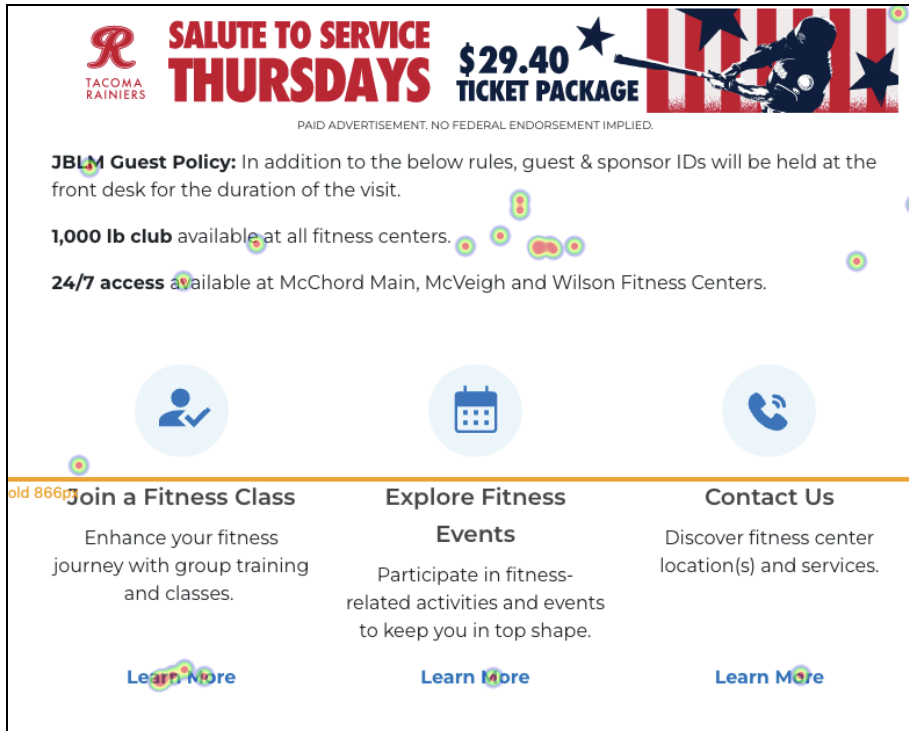 SALUTE TO SERVICE
THURSDAYS
$29.40
TICKET PACKAGE
R
TACOMA
RAINIERS
PAID ADVERTISEMENT. NO FEDERAL ENDORSEMENT IMPLIED.
JBLM Guest Policy: In addition to the below rules, guest & sponsor IDs will be held at the
front desk for the duration of the visit.
1,000 lb club available at all fitness centers.
24/7 access available at McChord Main, McVeigh and Wilson Fitness Centers.
old 866px
Join a Fitness Class
Enhance your fitness
journey with group training
and classes.
Learn More
Explore Fitness
Events
Participate in fitness-
related activities and events
to keep you in top shape.
Learn More
Contact Us
Discover fitness center
location(s) and services.
Learn More